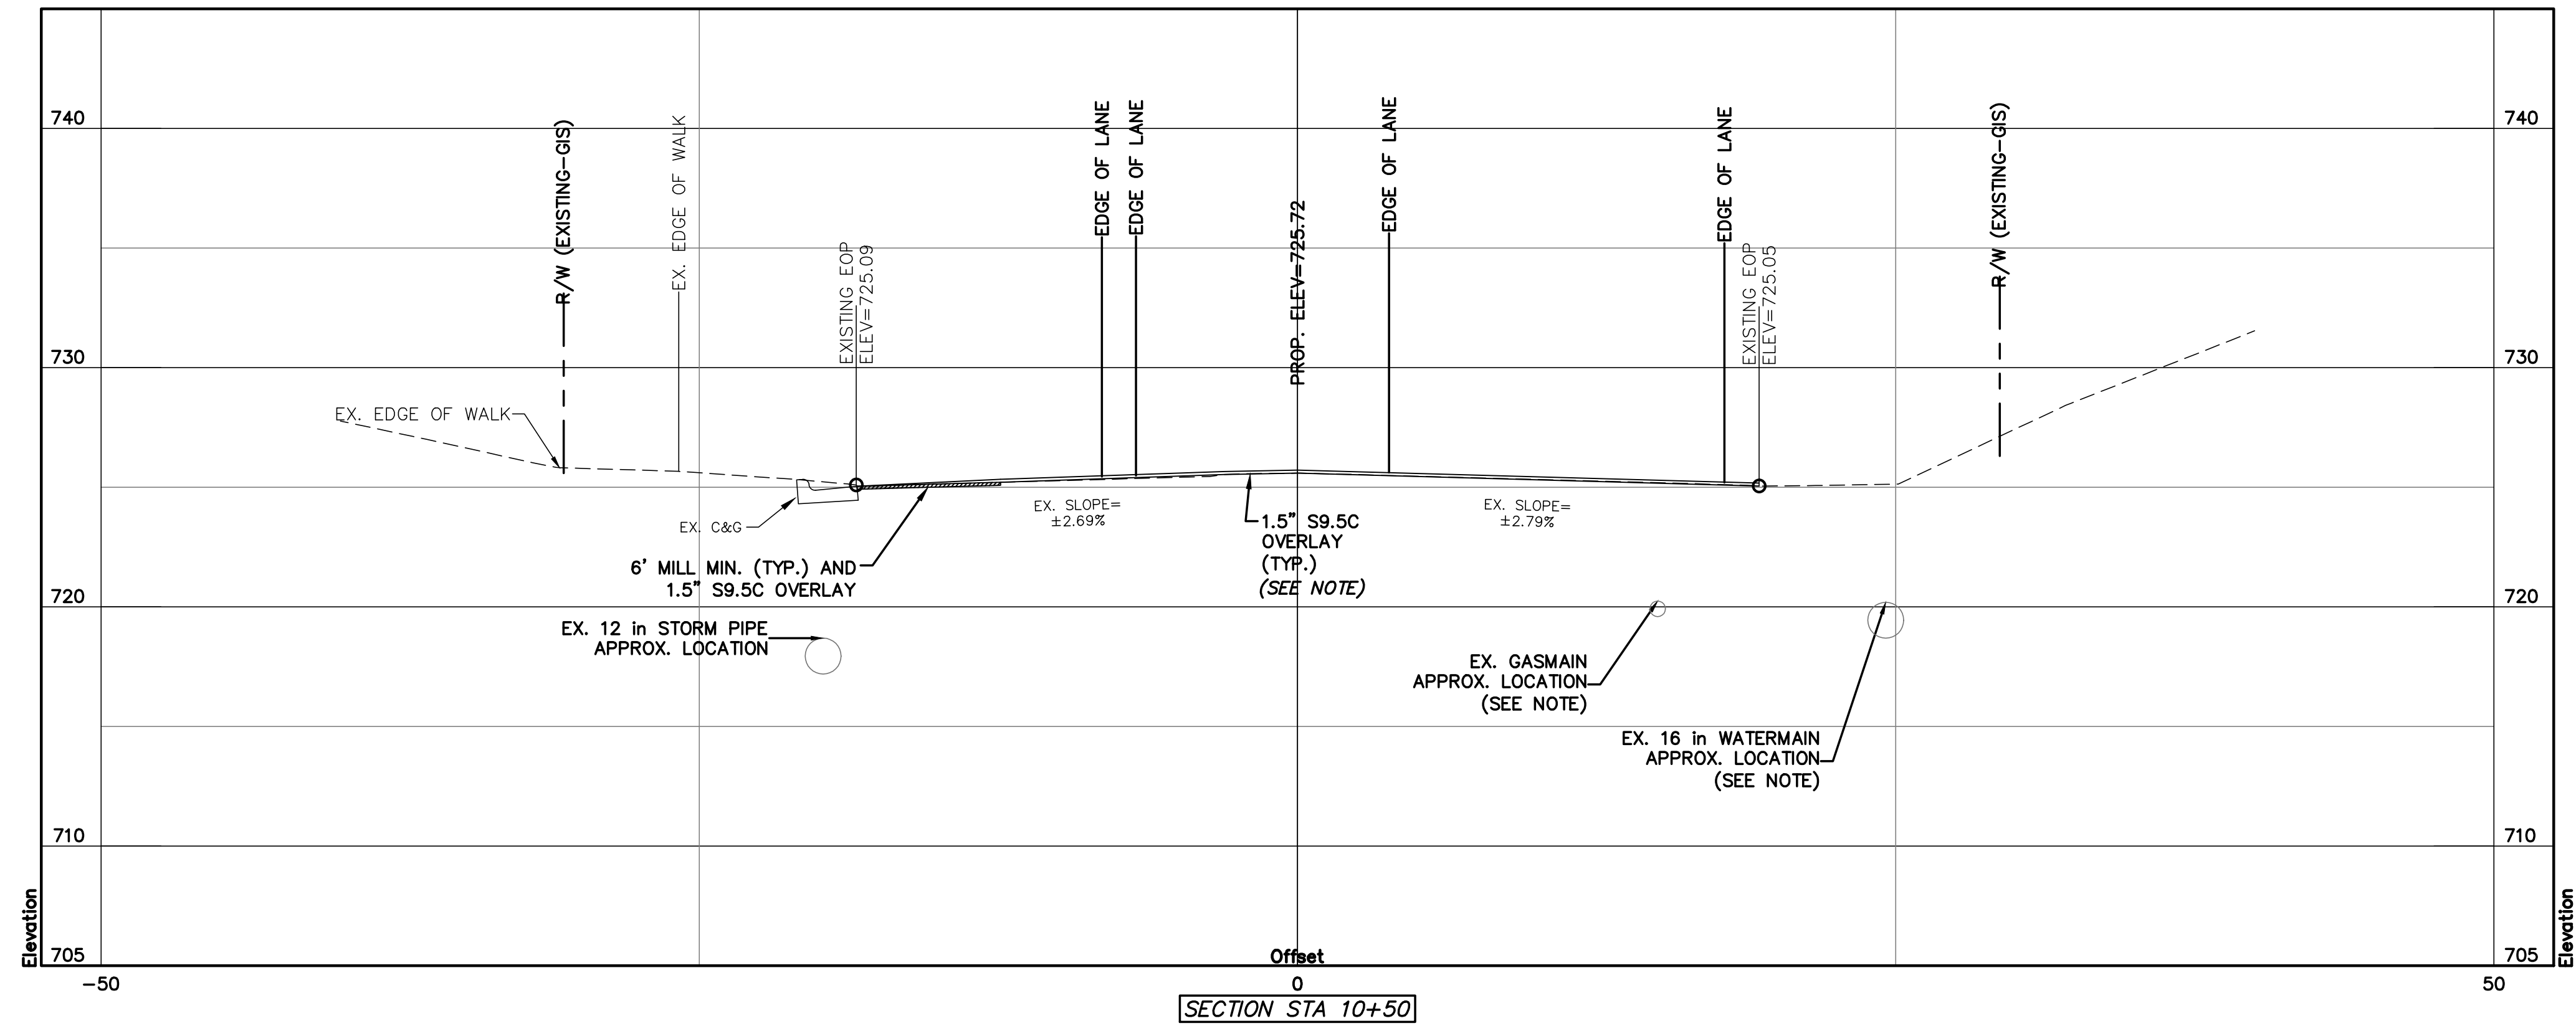 740
740
R/W (EXISTING-GIS)
EX. EDGE OF WALK
EDGE OF LANE
EDGE OF LANE
EDGE OF LANE
EDGE OF LANE
R/W (EXISTING-GIS)
EXISTING EOP
ELEV=725.09
PROP. ELEV=725.72
EXISTING EOP
ELEV=725.05
730
730
EX. EDGE OF WALK
EX. C&G
EX. SLOPE=
±2.69%
EX. SLOPE=
±2.79%
1.5" S9.5C
OVERLAY
(TYP.)
(SEE NOTE)
6' MILL MIN. (TYP.) AND
1.5" S9.5C OVERLAY
720
720
EX. 12 in STORM PIPE
APPROX. LOCATION
EX. GASMAIN
APPROX. LOCATION
(SEE NOTE)
EX. 16 in WATERMAIN
APPROX. LOCATION
(SEE NOTE)
710
710
Elevation
Elevation
705
705
Offset
-50
0
50
SECTION STA 10+50